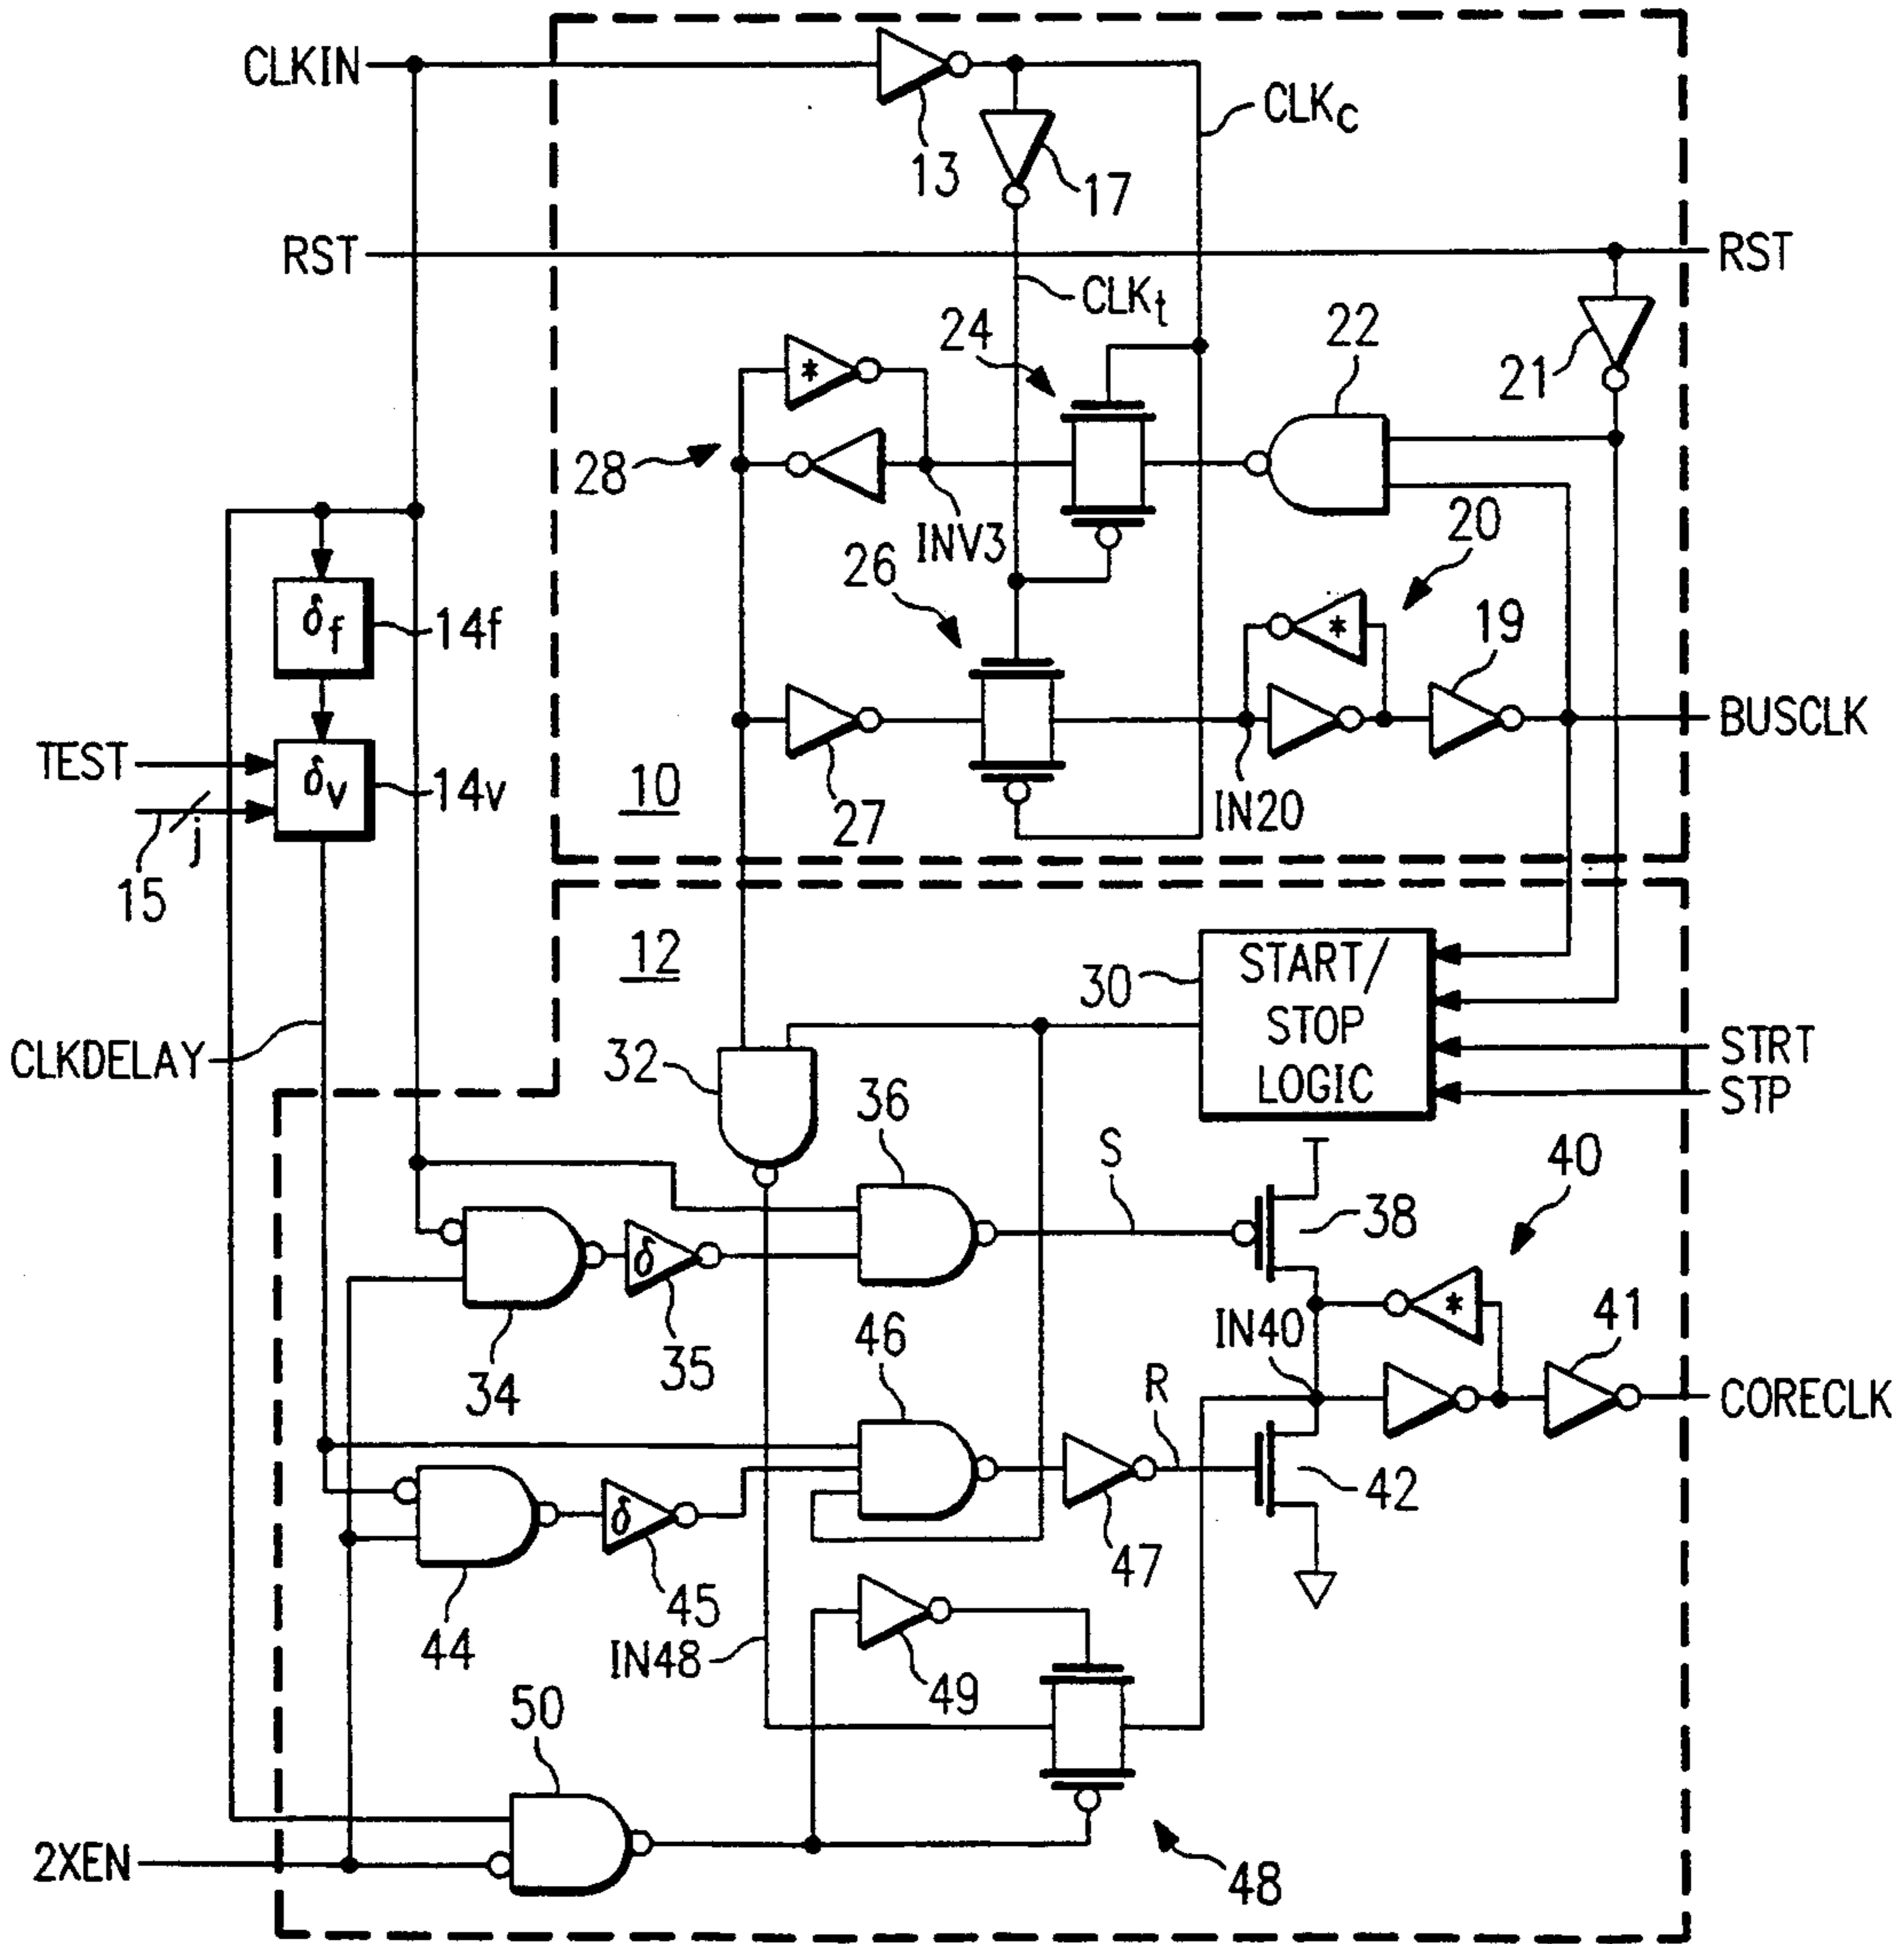 CLKIN
CLKc
13
17
RST
RST
CLKt
24
22
21
*
28
INV3
20
26
δf
14f
*
19
BUSCLK
TEST
δv
14v
10
27
IN20
j
15
12
30
START/
STOP
LOGIC
CLKDELAY
32
STRT
STP
36
S
40
38
δ
34
35
*
IN40
41
46
R
CORECLK
42
δ
47
45
44
IN48
49
50
2XEN
48